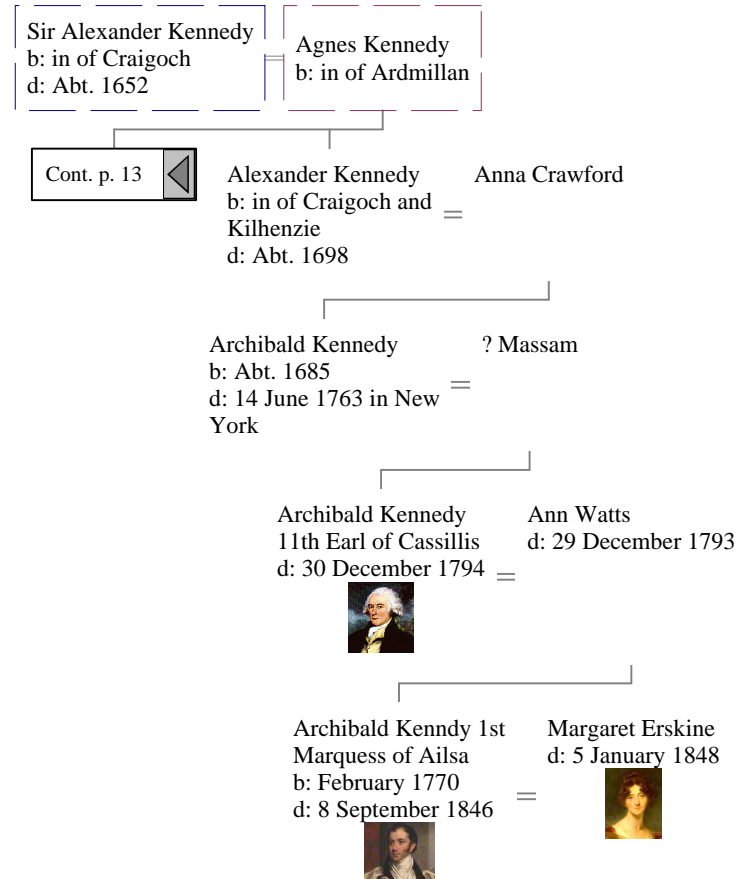 Sir Alexander Kennedy
b: in of Craigoch
d: Abt. 1652
Agnes Kennedy
b: in of Ardmillan
Cont. p. 13
Alexander Kennedy
b: in of Craigoch and
Kilhenzie
d: Abt. 1698
Anna Crawford
Archibald Kennedy
b: Abt. 1685
d: 14 June 1763 in New
York
? Massam
Archibald Kennedy
11th Earl of Cassillis
d: 30 December 1794
Ann Watts
d: 29 December 1793
Archibald Kenndy 1st
Marquess of Ailsa
b: February 1770
d: 8 September 1846
Margaret Erskine
d: 5 January 1848